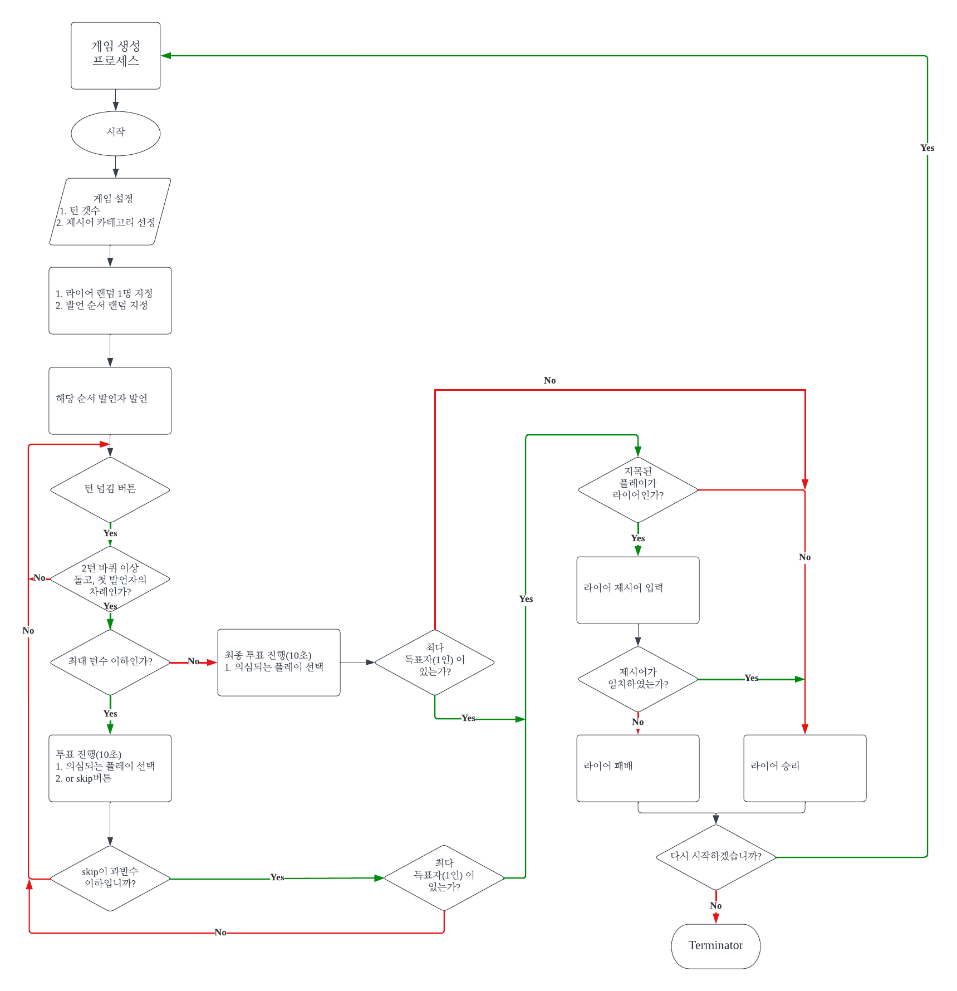 게임 생성
프로세스
시작
게임 설정
1. 턴 갯수
2. 제시어 카테고리 선정
1. 라이어 랜덤 1명 지정
2. 발언 순서 랜덤 지정
해당 순서 발언자 발언
턴 넘김 버튼
Yes
2턴 바퀴 이상
돌고, 첫 발언자의
차례인가?
No
Yes
No
최대 턴수 이하인가?
No
Yes
최종 투표 진행(10초)
1. 의심되는 플레이 선택
최다
득표자(1인) 이
있는가?
No
Yes
투표 진행(10초)
1. 의심되는 플레이 선택
2. or skip버튼
skip이 과반수
이하입니까?
Yes
최다
득표자(1인) 이
있는가?
No
Yes
지목된
플레이가
라이어인가?
Yes
No
라이어 제시어 입력
제시어가
일치하였는가?
Yes
No
라이어 패배
라이어 승리
다시 시작하겠습니까?
Yes
No
Terminator